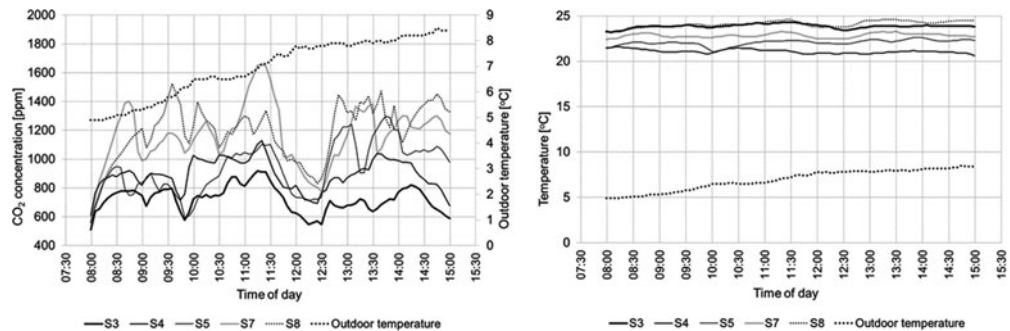 2000
1800
1600
1400
1200
1000
800
600
400
CO2 concentration [ppm]
9
8
7
6
5
4
3
2
1
0
Outdoor temperature [ºC]
07:30 08:00 08:30 09:00 09:30 10:00 10:30 11:00 11:30 12:00 12:30 13:00 13:30 14:00 14:30 15:00 15:30
Time of day
S3 S4 S5 S7 S8 Outdoor temperature
25
20
15
10
5
0
Temperature [ºC]
07:30 08:00 08:30 09:00 09:30 10:00 10:30 11:00 11:30 12:00 12:30 13:00 13:30 14:00 14:30 15:00 15:30
Time of day
S3 S4 S5 S7 S8 Outdoor temperature